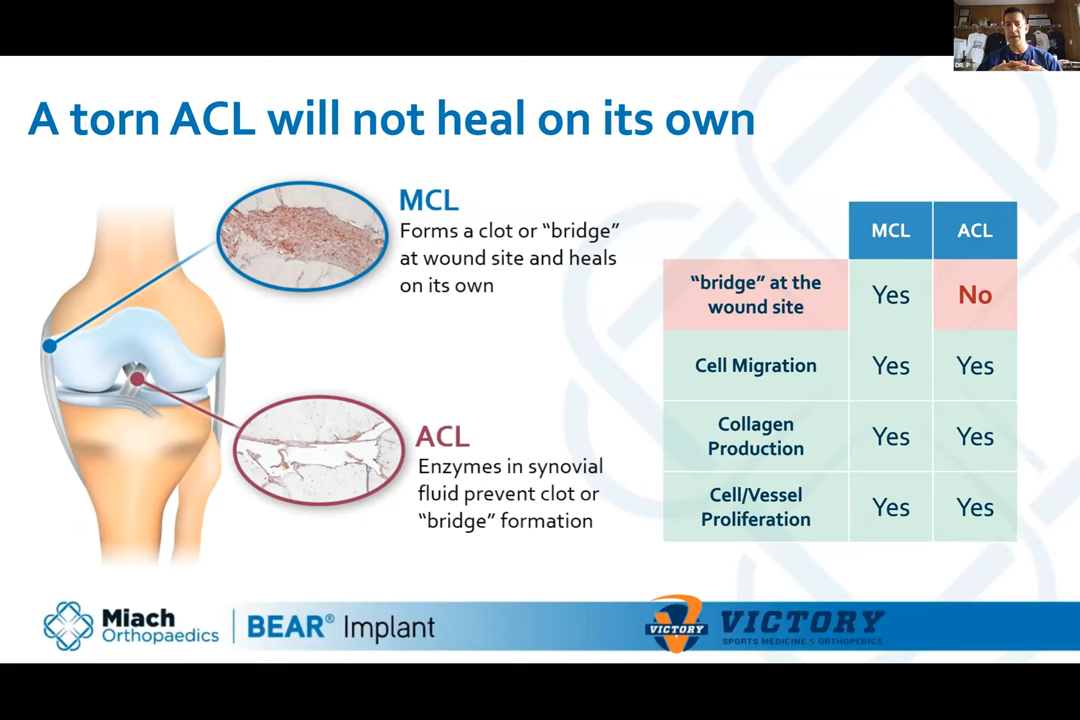 DR. P
A torn ACL will not heal on its own
MCL
Forms a clot or “bridge”
at wound site and heals
on its own
ACL
Enzymes in synovial
fluid prevent clot or
“bridge” formation
MCL ACL
“bridge” at the
wound site
Yes No
Cell Migration Yes Yes
Collagen
Production
Yes Yes
Cell/Vessel
Proliferation
Yes Yes
Miach
Orthopaedics
BEAR® Implant
VICTORY
VICTORY
SPORTS MEDICINE & ORTHOPEDICS